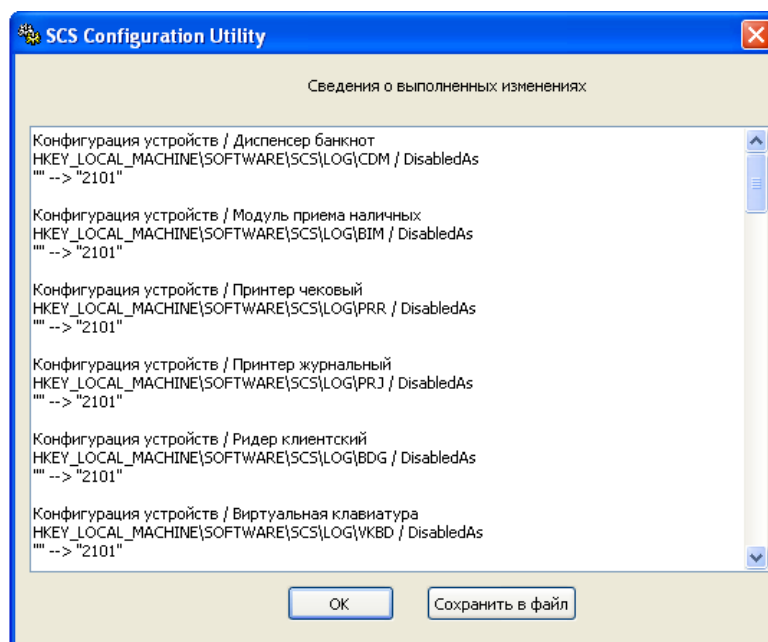 SCS Configuration Utility
Сведения о выполненных изменениях
Конфигурация устройств / Диспенсер банкнот
HKEY_LOCAL_MACHINE\SOFTWARE\SCS\LOG\CDM / DisabledAs
"" --> "2101"
Конфигурация устройств / Модуль приема наличных
HKEY_LOCAL_MACHINE\SOFTWARE\SCS\LOG\BIM / DisabledAs
"" --> "2101"
Конфигурация устройств / Принтер чековый
HKEY_LOCAL_MACHINE\SOFTWARE\SCS\LOG\PRR / DisabledAs
"" --> "2101"
Конфигурация устройств / Принтер журнальный
HKEY_LOCAL_MACHINE\SOFTWARE\SCS\LOG\PRJ / DisabledAs
"" --> "2101"
Конфигурация устройств / Ридер клиентский
HKEY_LOCAL_MACHINE\SOFTWARE\SCS\LOG\BDG / DisabledAs
"" --> "2101"
Конфигурация устройств / Виртуальная клавиатура
HKEY_LOCAL_MACHINE\SOFTWARE\SCS\LOG\VKBD / DisabledAs
"" --> "2101"
OK Сохранить в файл